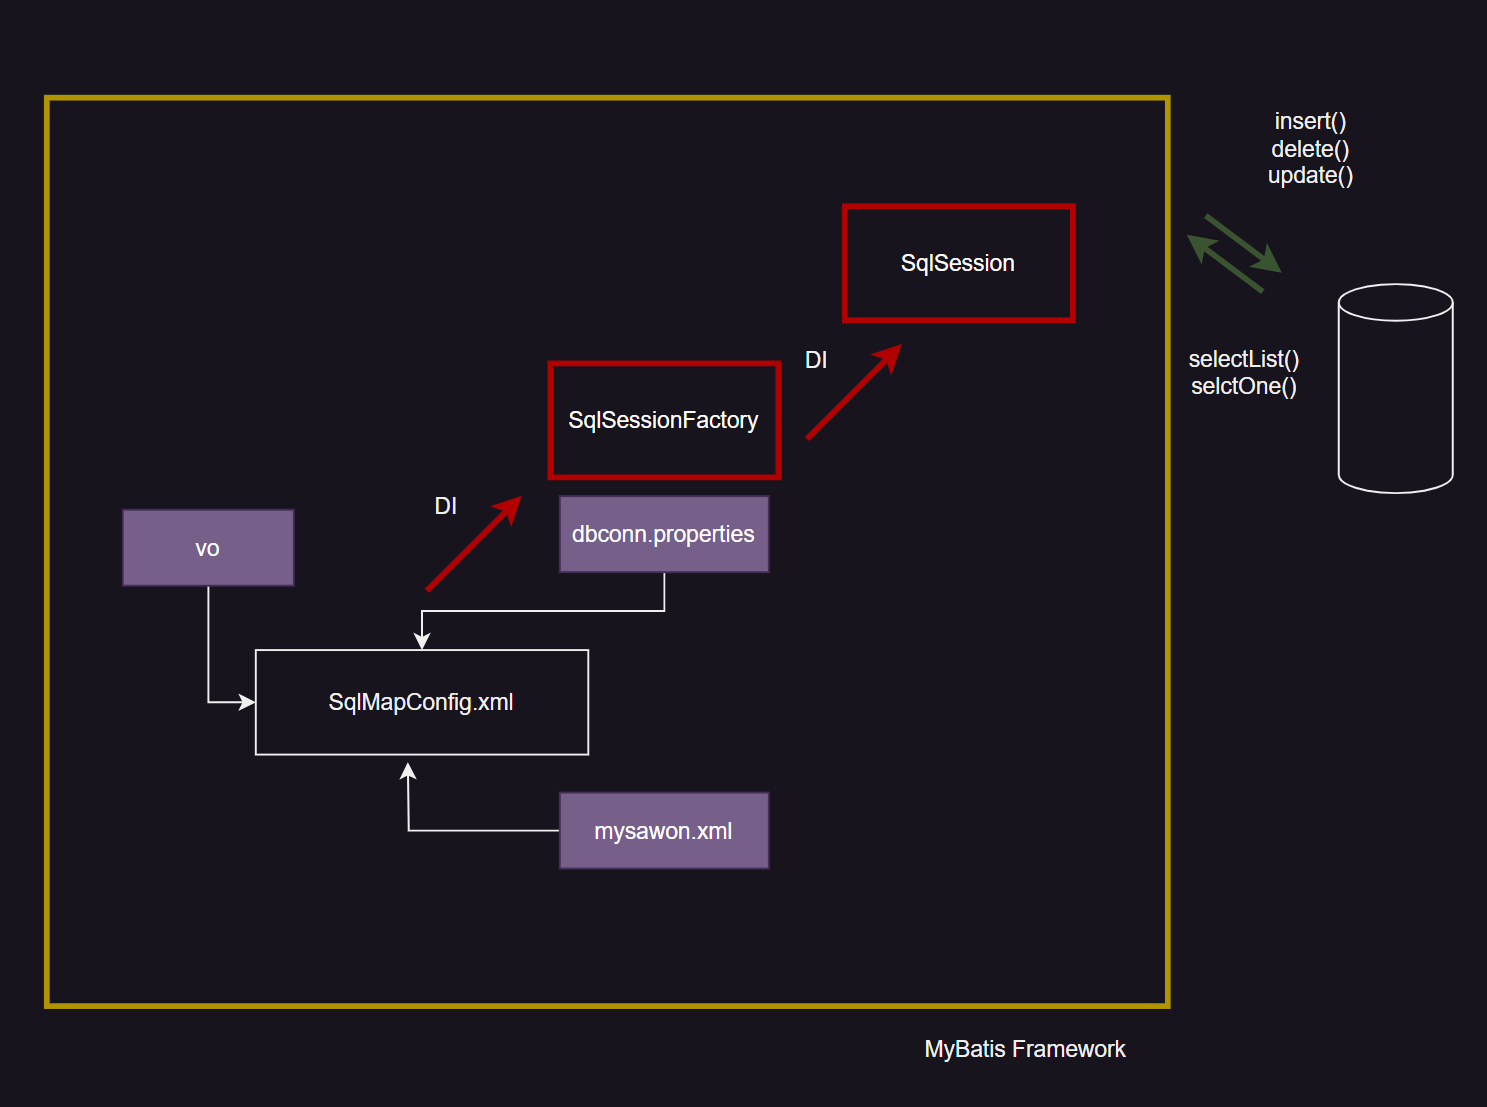 insert()
delete()
update()
SqlSession
DI
selectList()
selctOne()
SqlSessionFactory
DI
dbconn.properties
vo
SqlMapConfig.xml
mysawon.xml
MyBatis Framework